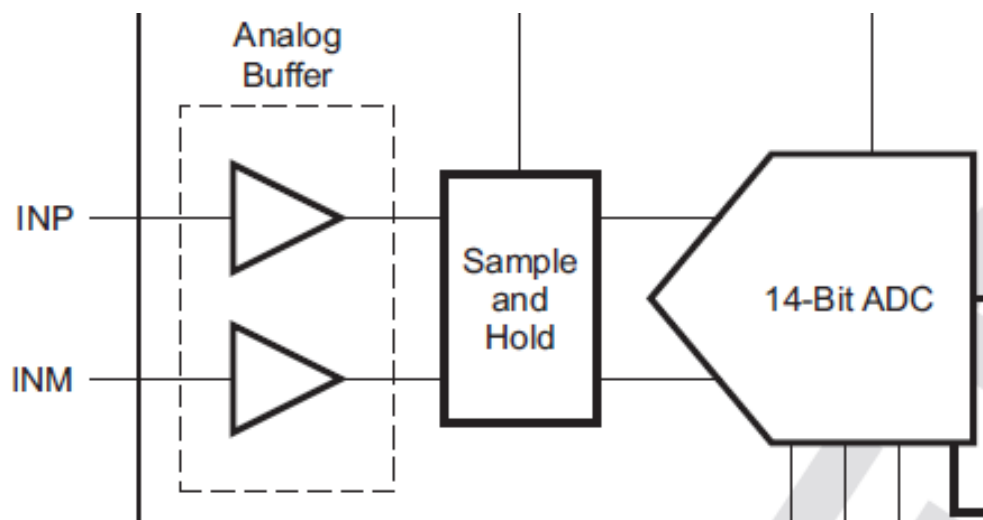 Analog
Buffer
INP
Sample
and
Hold
14-Bit ADC
INM